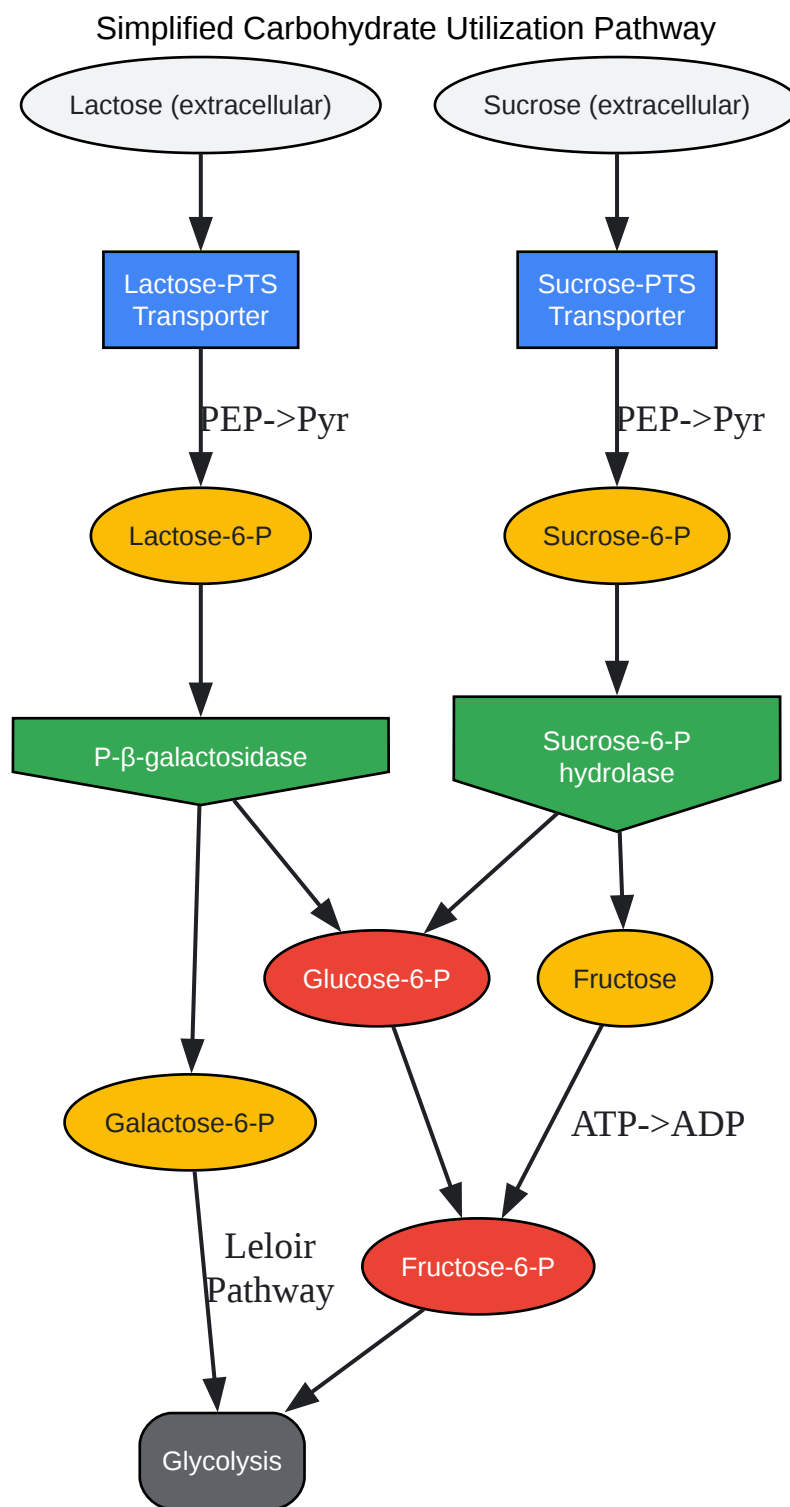 Simplified Carbohydrate Utilization Pathway
Lactose (extracellular)
Sucrose (extracellular)
Lactose-PTS
Transporter
Sucrose-PTS
Transporter
PEP->Pyr
PEP->Pyr
Lactose-6-P
Sucrose-6-P
P-β-galactosidase
Sucrose-6-P
hydrolase
Glucose-6-P
Fructose
Galactose-6-P
ATP->ADP
Leloir
Pathway
Fructose-6-P
Glycolysis